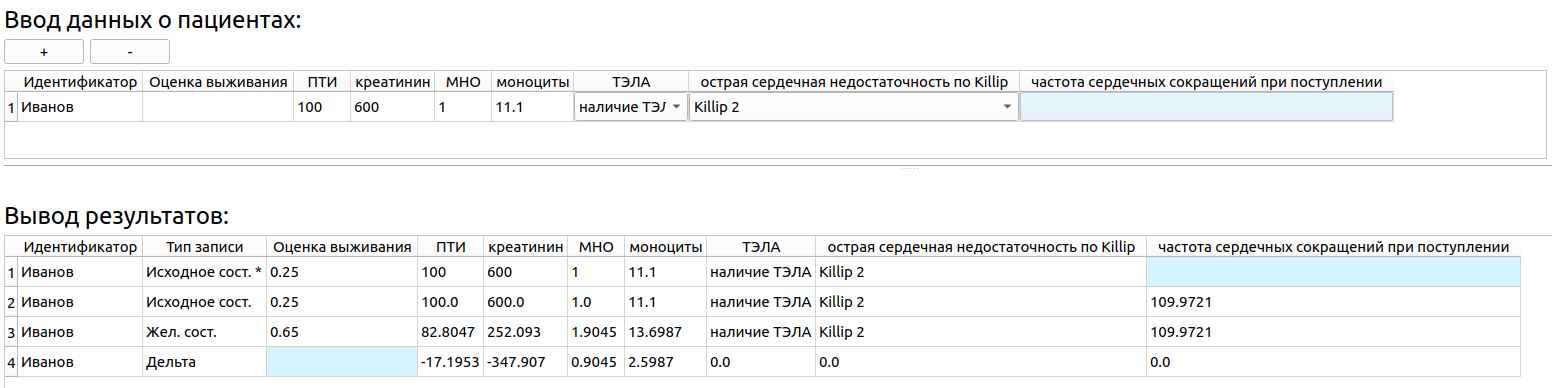 Ввод данных о пациентах:
+ -
Идентификатор Оценка выживания ПТИ креатинин МНО моноциты ТЭЛА острая сердечная недостаточность по Killip частота сердечных сокращений при поступлении
1 Иванов 100 600 1 11.1 наличие ТЭЛ Killip 2
Вывод результатов:
Идентификатор Тип записи Оценка выживания ПТИ креатинин МНО моноциты ТЭЛА острая сердечная недостаточность по Killip частота сердечных сокращений при поступлении
1 Иванов Исходное сост. * 0.25 100 600 1 11.1 наличие ТЭЛА Killip 2
2 Иванов Исходное сост. 0.25 100.0 600.0 1.0 11.1 наличие ТЭЛА Killip 2 109.9721
3 Иванов Жел. сост. 0.65 82.8047 252.093 1.9045 13.6987 наличие ТЭЛА Killip 2 109.9721
4 Иванов Дельта -17.1953 -347.907 0.9045 2.5987 0.0 0.0 0.0